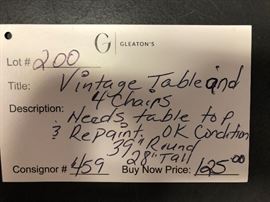 G | GLEATON'S
Lot # 200
Title: Vintage Table and
4 Chairs
Description: Needs table top
& Repaint. OK Condition
39" Round
28" Tall
Consignor # 459 Buy Now Price: 125.00